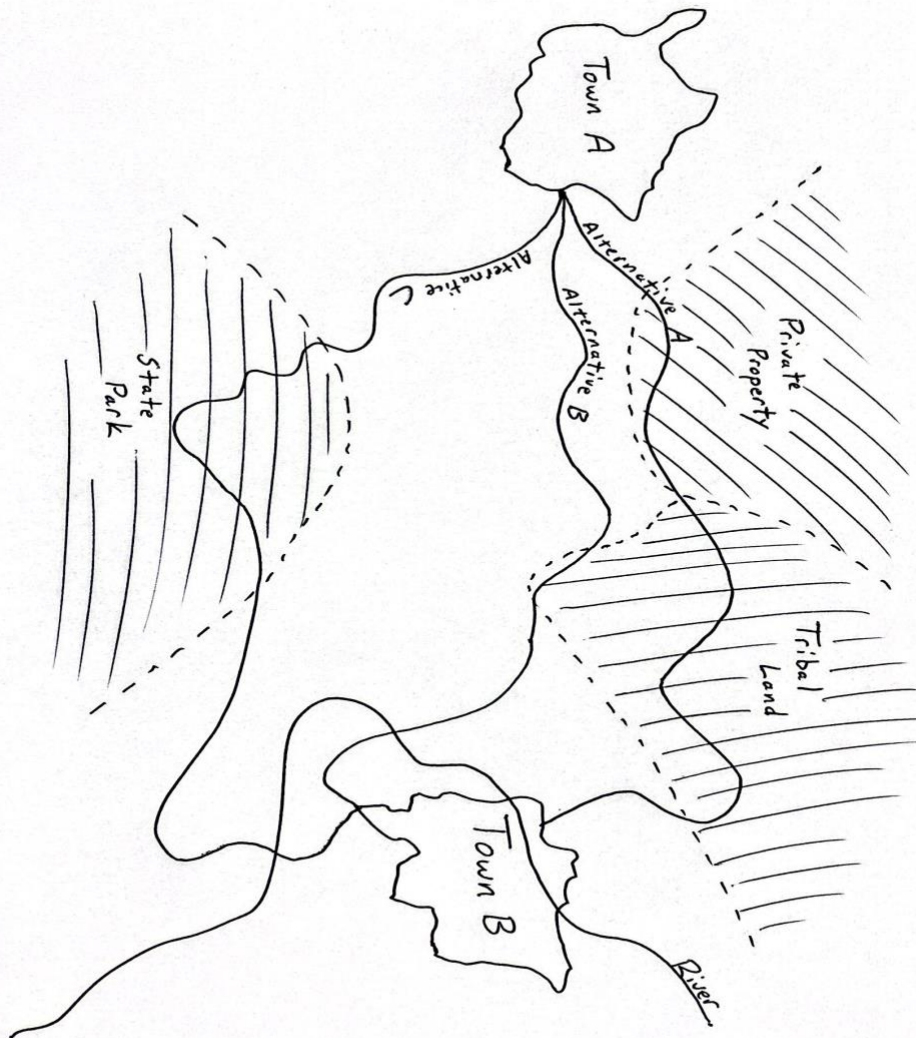 Town A
Alternative A
Alternative B
Alternative C
Private
Property
State
Park
Tribal
Land
Town B
River